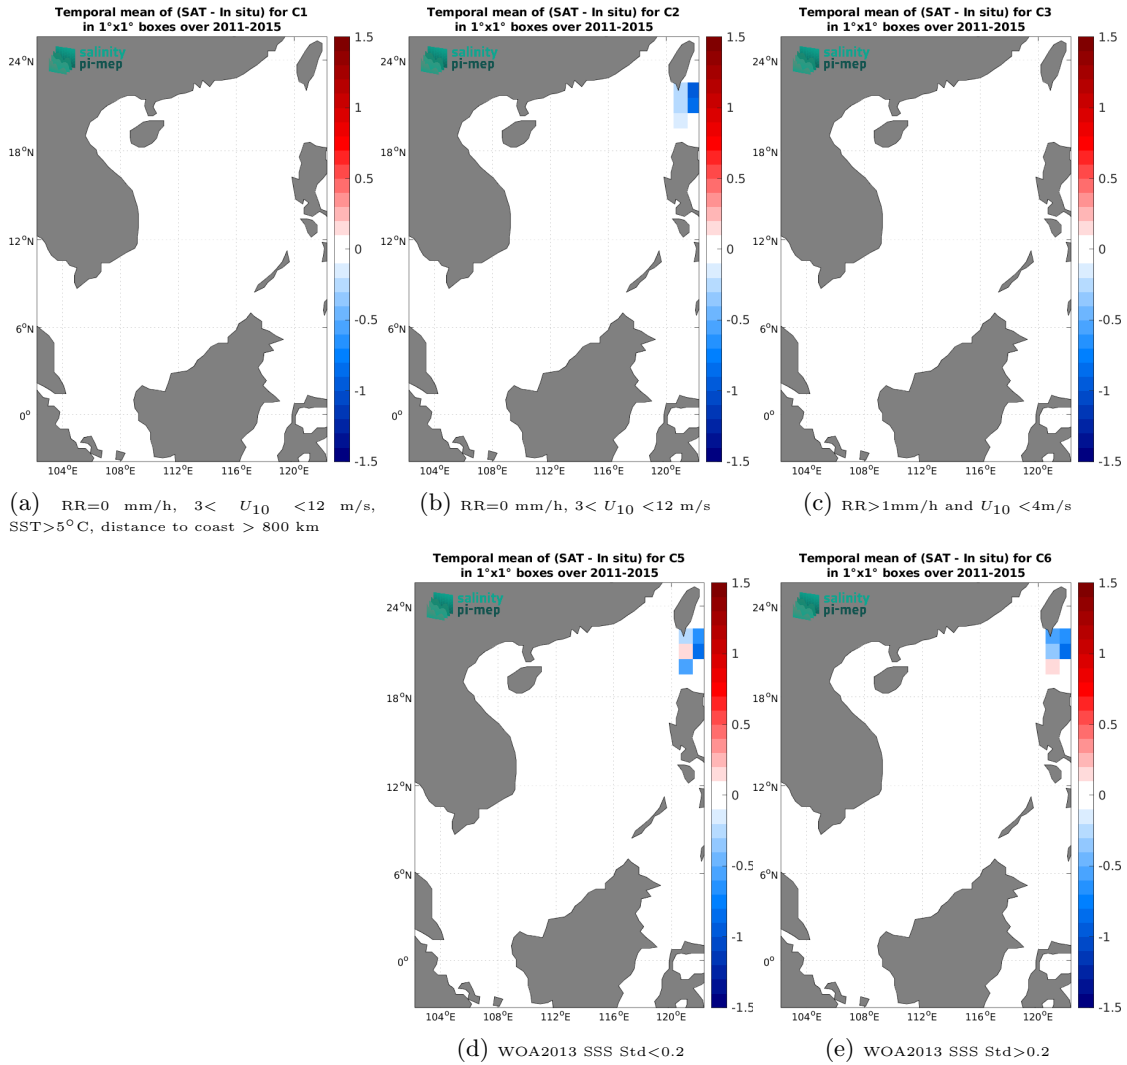 Temporal mean of (SAT - In situ) for C1
in 1°x1° boxes over 2011-2015
salinity
pi-mep
24°N
18°N
12°N
6°N
0°
104°E 108°E 112°E 116°E 120°E
1.5
1
0.5
0
-0.5
-1
-1.5
(a) RR=0 mm/h, 3< U10 <12 m/s,
SST>5°C, distance to coast > 800 km
Temporal mean of (SAT - In situ) for C2
in 1°x1° boxes over 2011-2015
salinity
pi-mep
24°N
18°N
12°N
6°N
0°
104°E 108°E 112°E 116°E 120°E
1.5
1
0.5
0
-0.5
-1
-1.5
(b) RR=0 mm/h, 3< U10 <12 m/s
Temporal mean of (SAT - In situ) for C3
in 1°x1° boxes over 2011-2015
salinity
pi-mep
24°N
18°N
12°N
6°N
0°
104°E 108°E 112°E 116°E 120°E
1.5
1
0.5
0
-0.5
-1
-1.5
(c) RR>1mm/h and U10 <4m/s
Temporal mean of (SAT - In situ) for C5
in 1°x1° boxes over 2011-2015
salinity
pi-mep
24°N
18°N
12°N
6°N
0°
104°E 108°E 112°E 116°E 120°E
1.5
1
0.5
0
-0.5
-1
-1.5
(d) WOA2013 SSS Std<0.2
Temporal mean of (SAT - In situ) for C6
in 1°x1° boxes over 2011-2015
salinity
pi-mep
24°N
18°N
12°N
6°N
0°
104°E 108°E 112°E 116°E 120°E
1.5
1
0.5
0
-0.5
-1
-1.5
(e) WOA2013 SSS Std>0.2